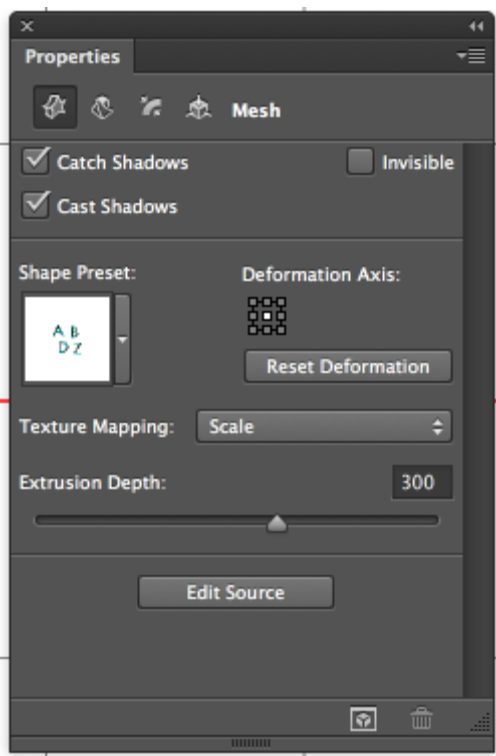 Properties
Mesh
Catch Shadows Invisible
Cast Shadows
Shape Preset: Deformation Axis:
A B
D Z
Reset Deformation
Texture Mapping: Scale
Extrusion Depth: 300
Edit Source